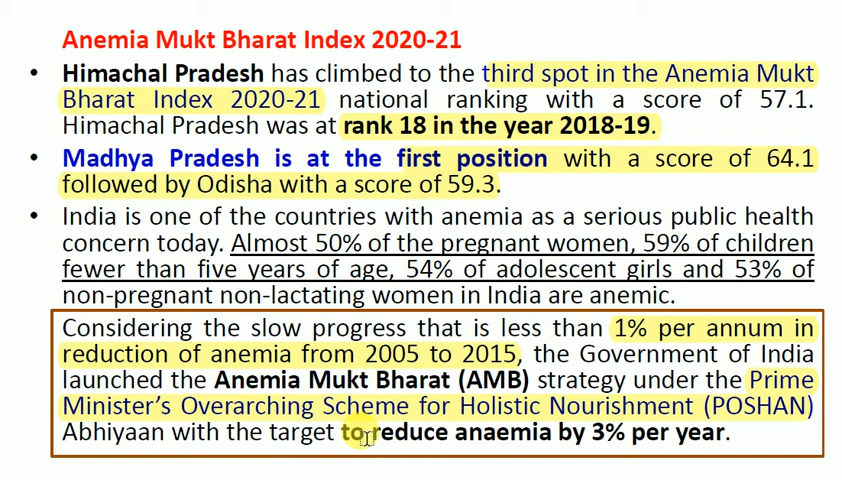 Anemia Mukt Bharat Index 2020-21
• Himachal Pradesh has climbed to the third spot in the Anemia Mukt
Bharat Index 2020-21 national ranking with a score of 57.1.
Himachal Pradesh was at rank 18 in the year 2018-19.
• Madhya Pradesh is at the first position with a score of 64.1
followed by Odisha with a score of 59.3.
• India is one of the countries with anemia as a serious public health
concern today. Almost 50% of the pregnant women, 59% of children
fewer than five years of age, 54% of adolescent girls and 53% of
non-pregnant non-lactating women in India are anemic.
Considering the slow progress that is less than 1% per annum in
reduction of anemia from 2005 to 2015, the Government of India
launched the Anemia Mukt Bharat (AMB) strategy under the Prime
Minister's Overarching Scheme for Holistic Nourishment (POSHAN)
Abhiyaan with the target to reduce anaemia by 3% per year.